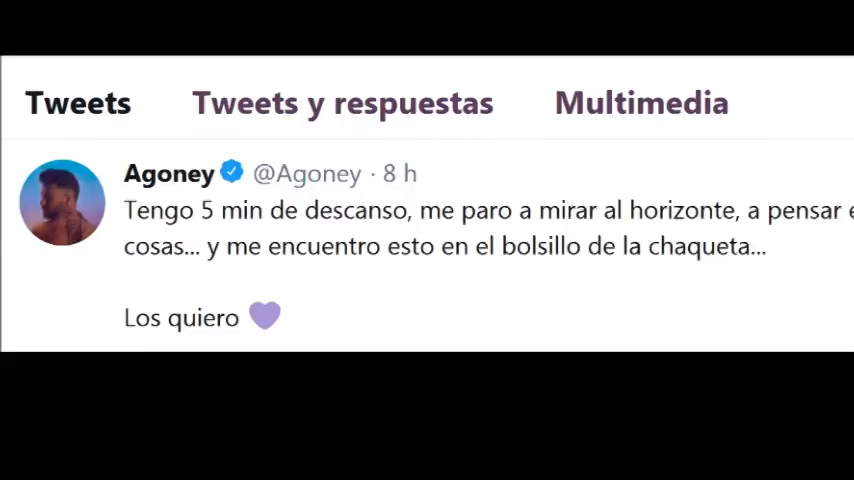 Tweets Tweets y respuestas Multimedia
Agoney @Agoney · 8 h
Tengo 5 min de descanso, me paro a mirar al horizonte, a pensar
cosas... y me encuentro esto en el bolsillo de la chaqueta...
Los quiero 💜